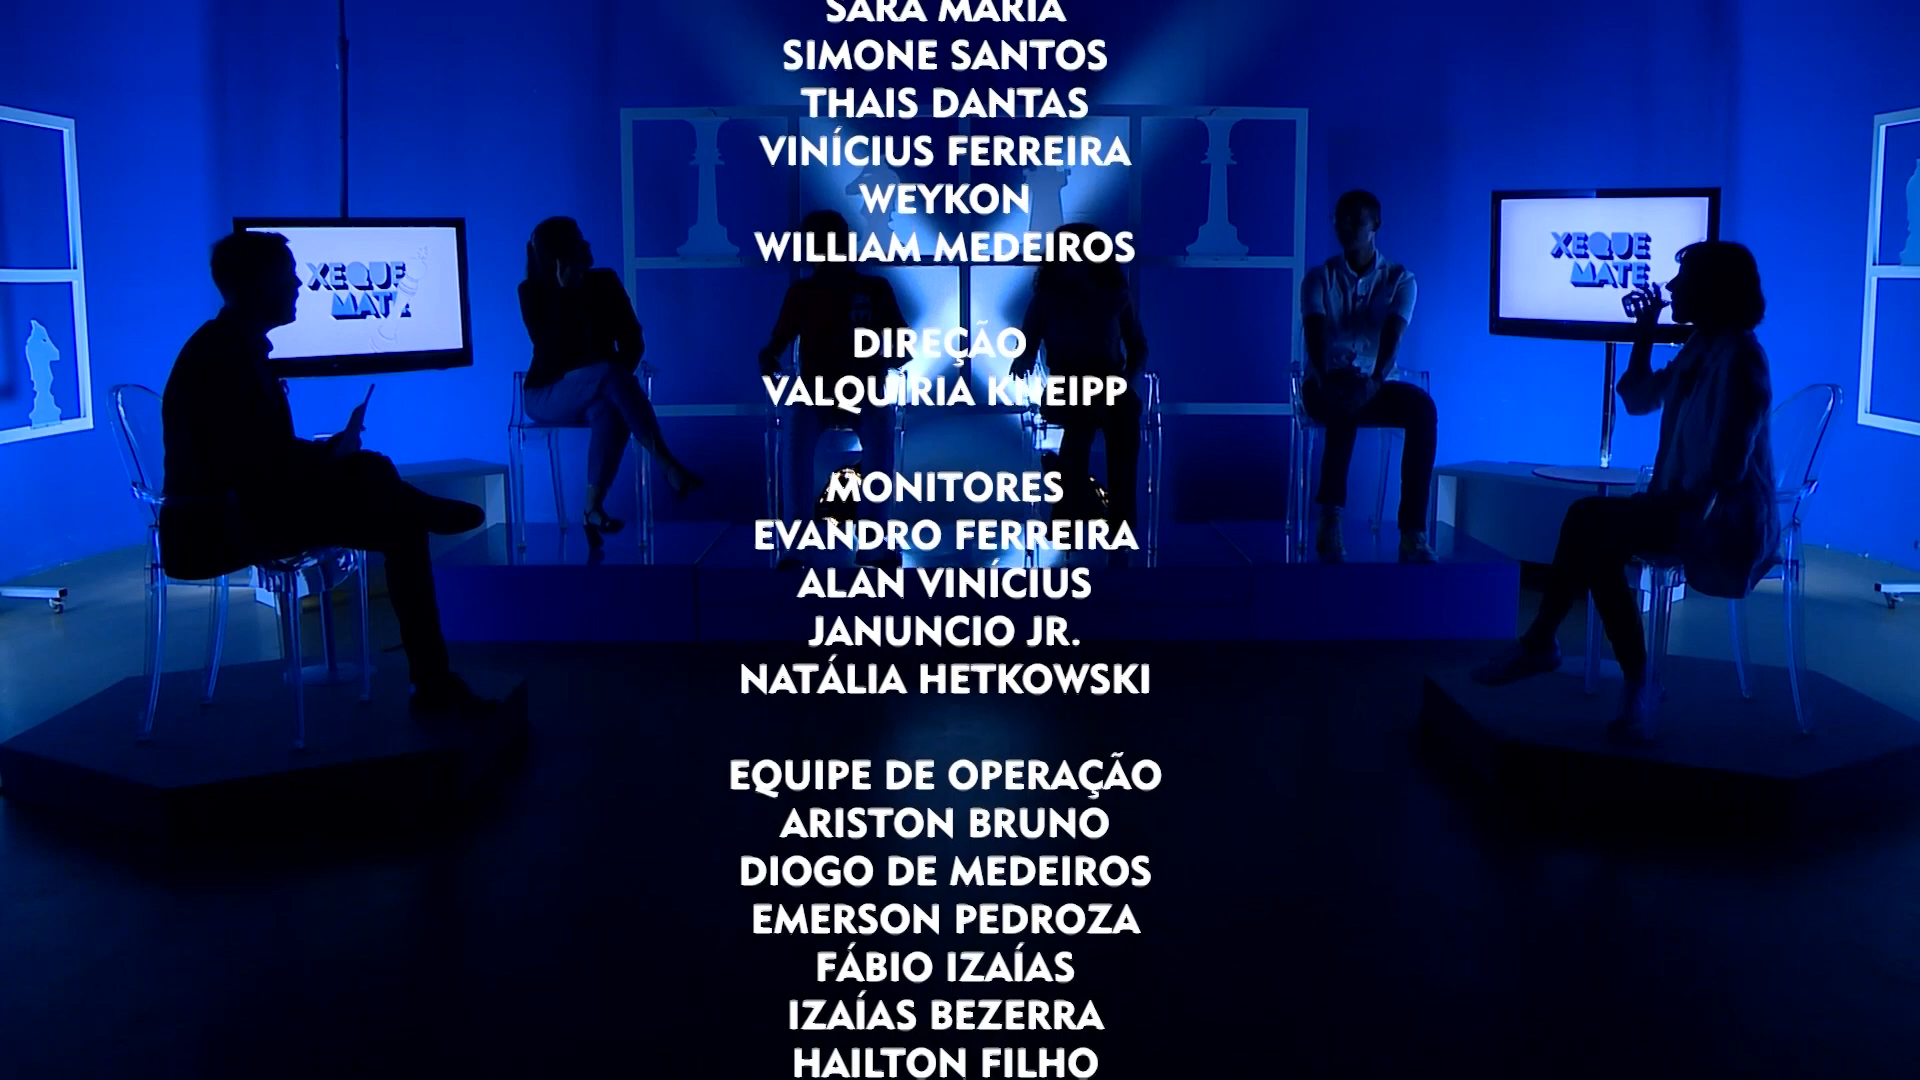 SARA MARIA
SIMONE SANTOS
THAIS DANTAS
VINÍCIUS FERREIRA
WEYKON
WILLIAM MEDEIROS
XEQUE
MATE
XEQUE
MATE
DIREÇÃO
VALQUÍRIA KNEIPP
MONITORES
EVANDRO FERREIRA
ALAN VINÍCIUS
JANUNCIO JR.
NATÁLIA HETKOWSKI
EQUIPE DE OPERAÇÃO
ARISTON BRUNO
DIOGO DE MEDEIROS
EMERSON PEDROZA
FÁBIO IZAÍAS
IZAÍAS BEZERRA
HAILTON FILHO